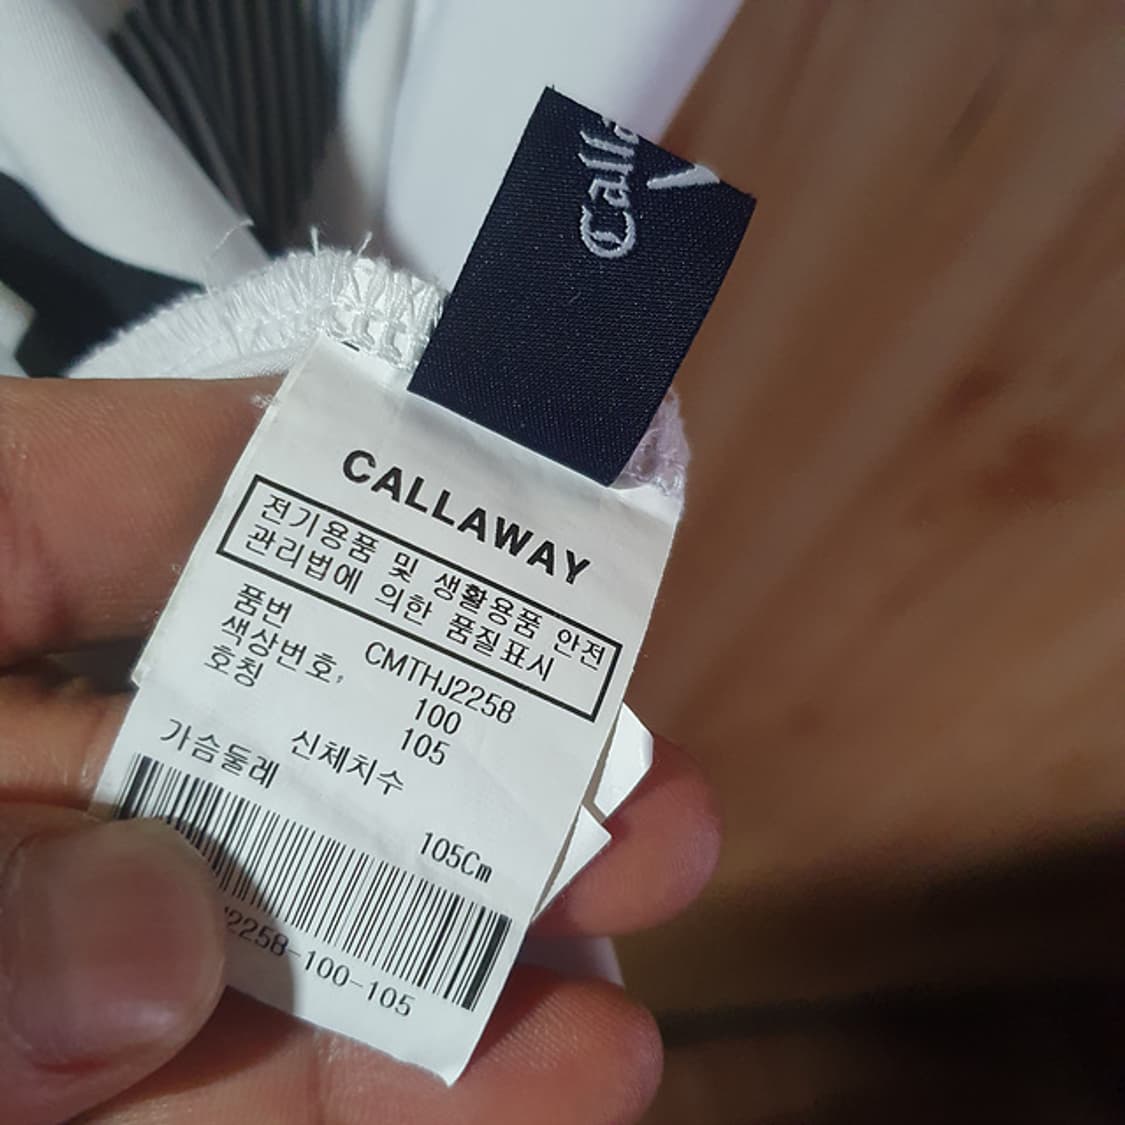 Calla
CALLAWAY
전기용품 및 생활용품 안전
관리법에 의한 품질표시
품번 CMTHJ2258
색상번호, 100
호칭 105
신체치수
가슴둘레 105Cm
2258-100-105